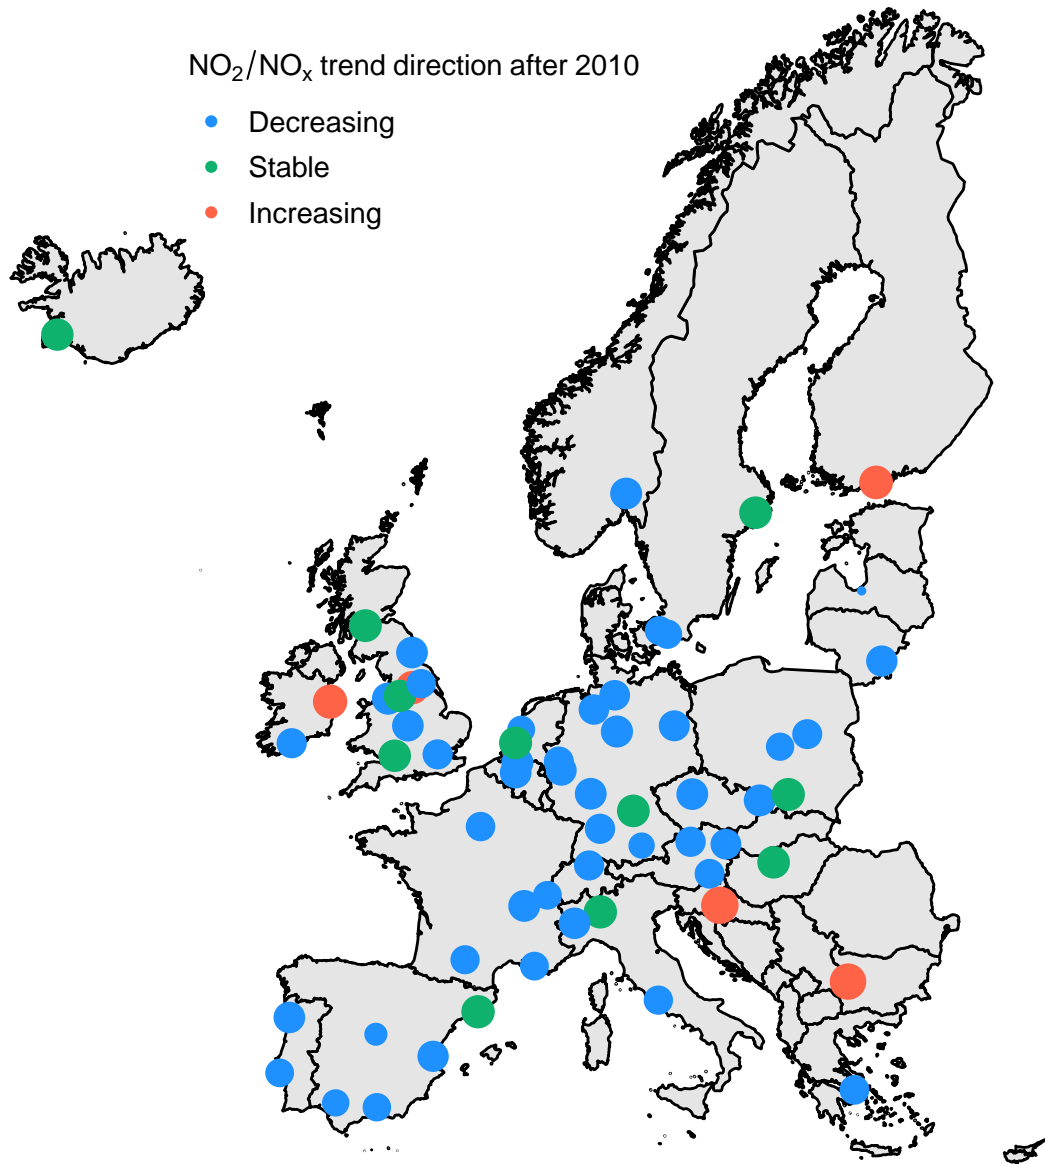 NO₂/NOₓ trend direction after 2010
Decreasing
Stable
Increasing